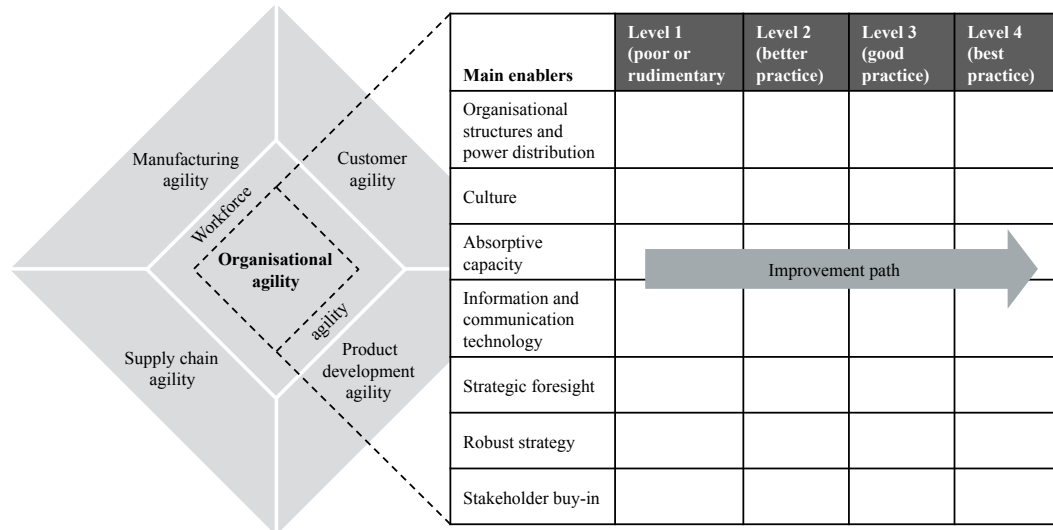 Manufacturing
agility
Customer
agility
Workforce
Organisational
agility
agility
Supply chain
agility
Product
development
agility
Main enablers
Level 1
(poor or
rudimentary
Level 2
(better
practice)
Level 3
(good
practice)
Level 4
(best
practice)
Organisational
structures and
power distribution
Culture
Absorptive
capacity
Improvement path
Information and
communication
technology
Strategic foresight
Robust strategy
Stakeholder buy-in